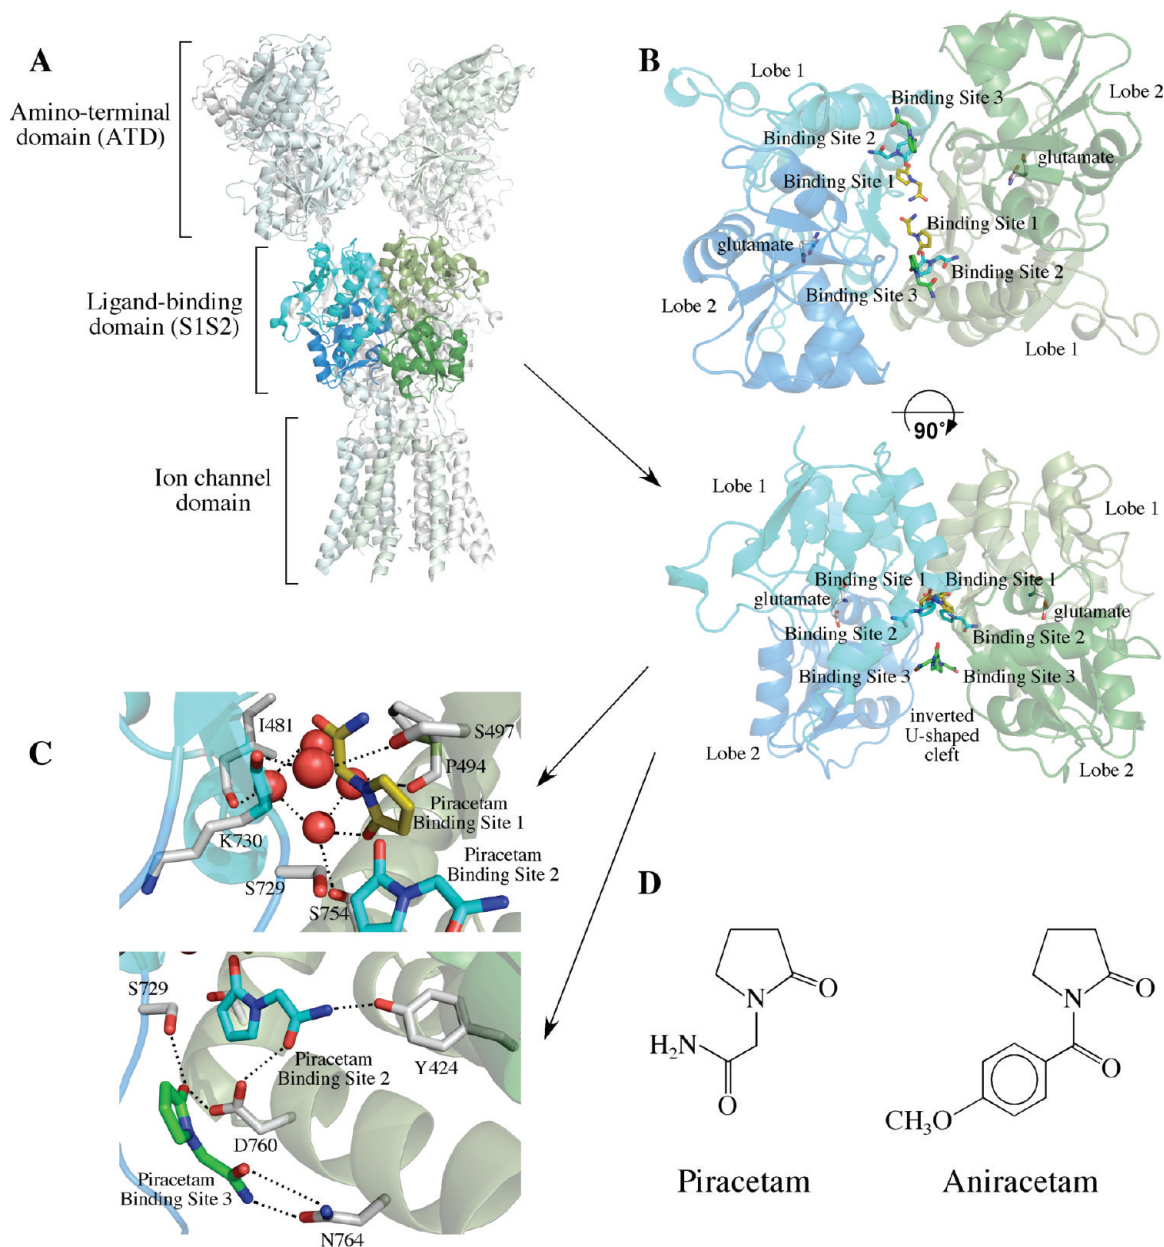 A
Amino-terminal
domain (ATD)
Ligand-binding
domain (S1S2)
Ion channel
domain
B
Lobe 1
Lobe 2
Binding Site 3
Binding Site 2
Binding Site 1
glutamate
Binding Site 1
glutamate
Binding Site 2
Lobe 2
Binding Site 3
Lobe 1
90°
Lobe 1
Lobe 1
Binding Site 1
Binding Site 1
glutamate
glutamate
Binding Site 2
Binding Site 2
Binding Site 3
Binding Site 3
inverted
U-shaped
cleft
Lobe 2
Lobe 2
C
I481
S497
P494
Piracetam
Binding Site 1
K730
Piracetam
Binding Site 2
S729
S754
S729
Piracetam
Binding Site 2
Y424
D760
Piracetam
Binding Site 3
N764
D
N
O
H2N
O
Piracetam
O
N
O
CH3O
Aniracetam